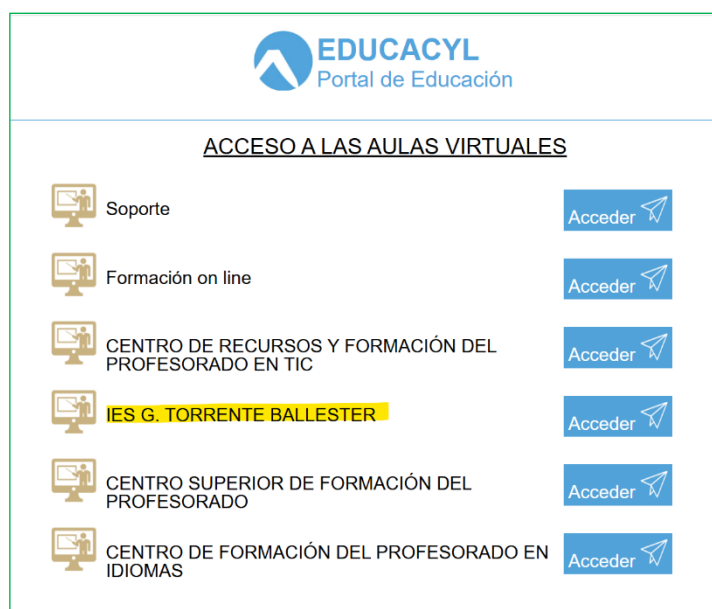 EDUCACYL
Portal de Educación
ACCESO A LAS AULAS VIRTUALES
Soporte
Acceder
Formación on line
Acceder
CENTRO DE RECURSOS Y FORMACIÓN DEL
PROFESORADO EN TIC
Acceder
IES G. TORRENTE BALLESTER
Acceder
CENTRO SUPERIOR DE FORMACIÓN DEL
PROFESORADO
Acceder
CENTRO DE FORMACIÓN DEL PROFESORADO EN
IDIOMAS
Acceder